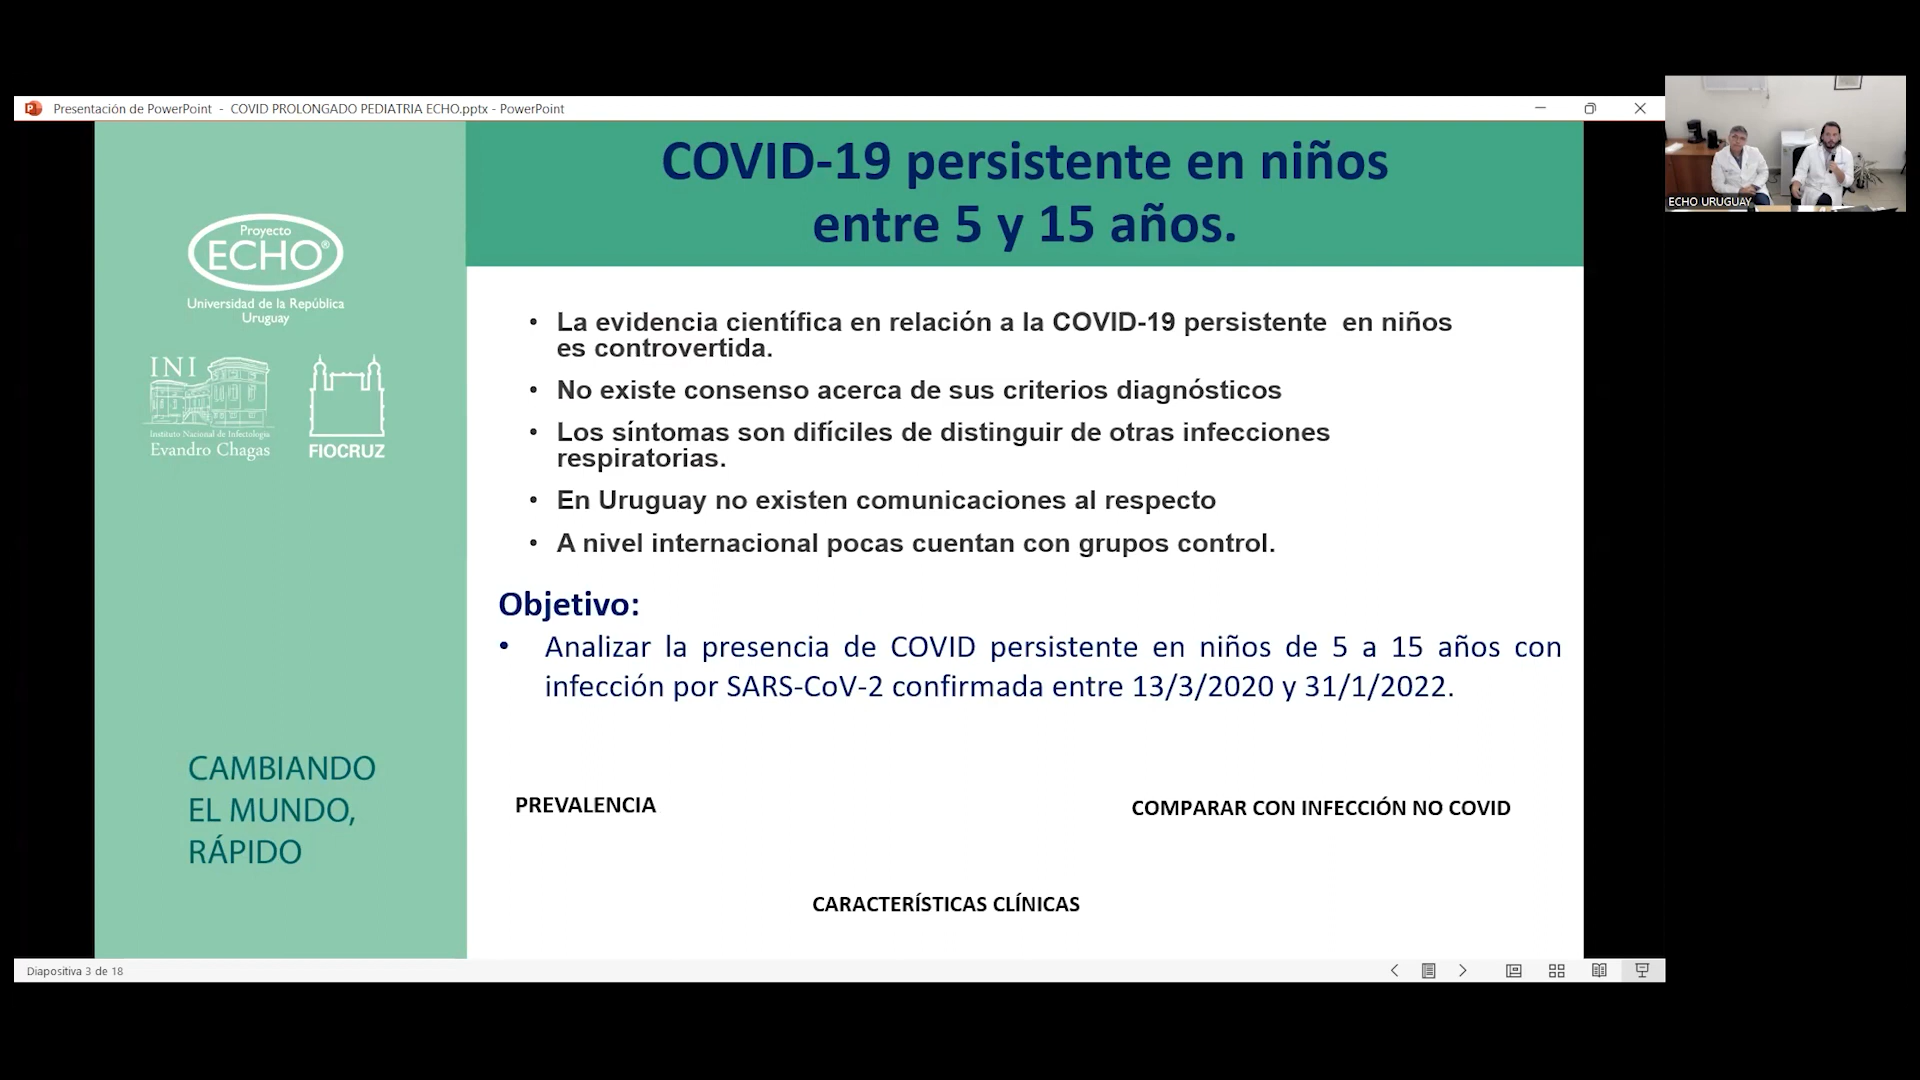 Presentación de PowerPoint - COVID PROLONGADO PEDIATRIA ECHO.pptx - PowerPoint
COVID-19 persistente en niños
entre 5 y 15 años.
Proyecto
ECHO®
Universidad de la República
Uruguay
INI
Instituto Nacional de Infectologia
Evandro Chagas
FIOCRUZ
CAMBIANDO
EL MUNDO,
RÁPIDO
• La evidencia científica en relación a la COVID-19 persistente en niños
es controvertida.
• No existe consenso acerca de sus criterios diagnósticos
• Los síntomas son difíciles de distinguir de otras infecciones
respiratorias.
• En Uruguay no existen comunicaciones al respecto
• A nivel internacional pocas cuentan con grupos control.
Objetivo:
• Analizar la presencia de COVID persistente en niños de 5 a 15 años con
infección por SARS-CoV-2 confirmada entre 13/3/2020 y 31/1/2022.
PREVALENCIA
COMPARAR CON INFECCIÓN NO COVID
CARACTERÍSTICAS CLÍNICAS
Diapositiva 3 de 18
ECHO URUGUAY